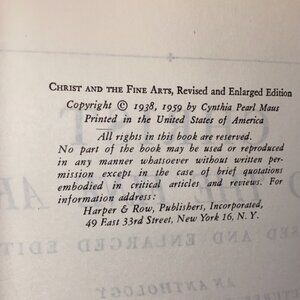 CHRIST AND THE FINE ARTS, Revised and Enlarged Edition
Copyright © 1938, 1959 by Cynthia Pearl Maus
Printed in the United States of America
All rights in this book are reserved.
No part of the book may be used or reproduced
in any manner whatsoever without written per-
mission except in the case of brief quotations
embodied in critical articles and reviews. For
information address:
Harper & Row, Publishers, Incorporated,
49 East 33rd Street, New York 16, N. Y.